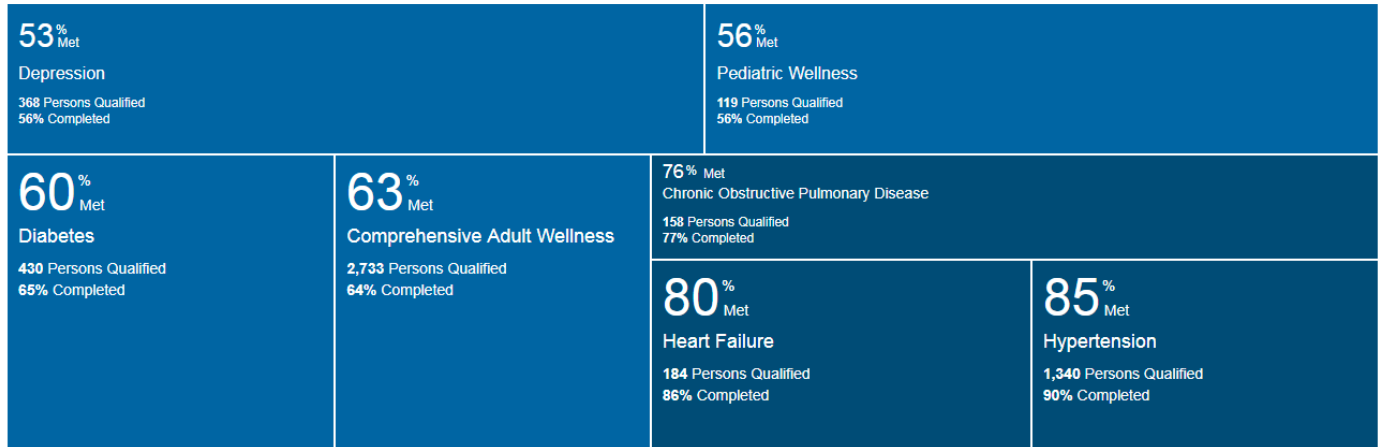 53% Met
Depression
368 Persons Qualified
56% Completed
56% Met
Pediatric Wellness
119 Persons Qualified
56% Completed
60% Met
Diabetes
430 Persons Qualified
65% Completed
63% Met
Comprehensive Adult Wellness
2,733 Persons Qualified
64% Completed
76% Met
Chronic Obstructive Pulmonary Disease
158 Persons Qualified
77% Completed
80% Met
Heart Failure
184 Persons Qualified
86% Completed
85% Met
Hypertension
1,340 Persons Qualified
90% Completed